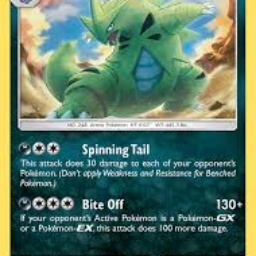 Spinning Tail
This attack does 30 damage to each of your opponent's
Pokémon. (Don't apply Weakness and Resistance for Benched
Pokémon.)
Bite Off 130+
If your opponent's Active Pokémon is a Pokémon-GX
or a Pokémon-EX, this attack does 100 more damage.